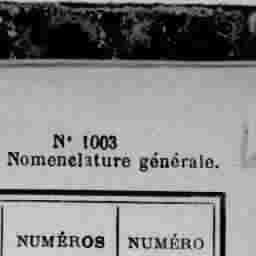 N° 1003
Nomenclature générale.
NUMÉROS NUMÉRO